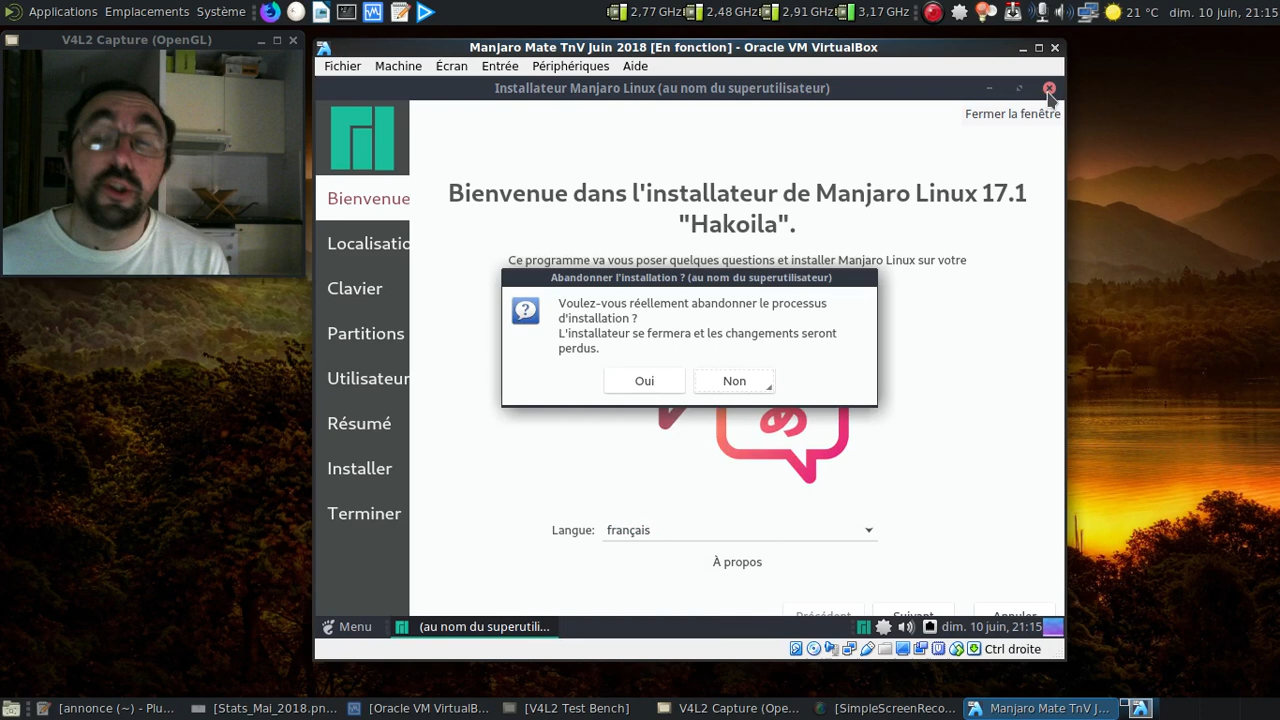 Applications Emplacements Système
2,77 GHz 2,48 GHz 2,91 GHz 3,17 GHz
21 °C dim. 10 juin, 21:15
V4L2 Capture (OpenGL)
Manjaro Mate TnV Juin 2018 [En fonction] - Oracle VM VirtualBox
Fichier Machine Écran Entrée Périphériques Aide
Installateur Manjaro Linux (au nom du superutilisateur)
Fermer la fenêtre
Bienvenue
Localisatio
Clavier
Partitions
Utilisateur
Résumé
Installer
Terminer
Bienvenue dans l'installateur de Manjaro Linux 17.1
"Hakoila".
Ce programme va vous poser quelques questions et installer Manjaro Linux sur votre
Abandonner l'installation ? (au nom du superutilisateur)
Voulez-vous réellement abandonner le processus
d'installation ?
L'installateur se fermera et les changements seront
perdus.
Oui Non
あ
Langue: français
À propos
Précédent Suivant Annuler
Menu (au nom du superutili... dim. 10 juin, 21:15
Ctrl droite
[annonce (~) - Plu... [Stats_Mai_2018.pn... [Oracle VM VirtualB... [V4L2 Test Bench] V4L2 Capture (Ope... [SimpleScreenReco... Manjaro Mate TnV J...